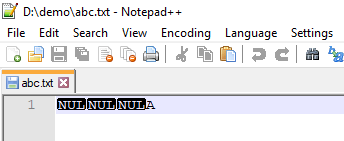 D:\demo\abc.txt - Notepad++
File Edit Search View Encoding Language Settings
abc.txt
1 NULNULNULA